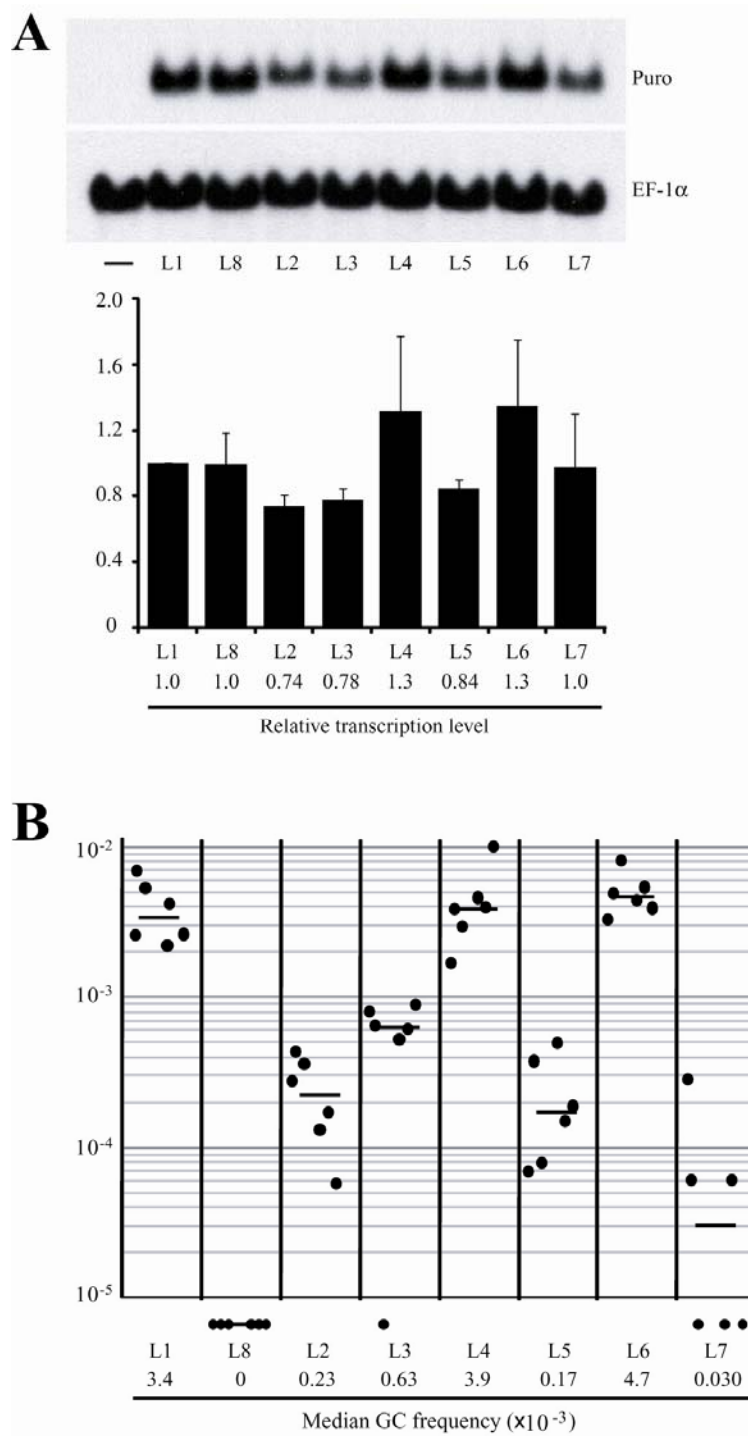 A
Puro
EF-1α
— L1 L8 L2 L3 L4 L5 L6 L7
2.0
1.6
1.2
0.8
0.4
0
L1 L8 L2 L3 L4 L5 L6 L7
1.0 1.0 0.74 0.78 1.3 0.84 1.3 1.0
Relative transcription level
B
10⁻²
10⁻³
10⁻⁴
10⁻⁵
L1 L8 L2 L3 L4 L5 L6 L7
3.4 0 0.23 0.63 3.9 0.17 4.7 0.030
Median GC frequency (×10⁻³)